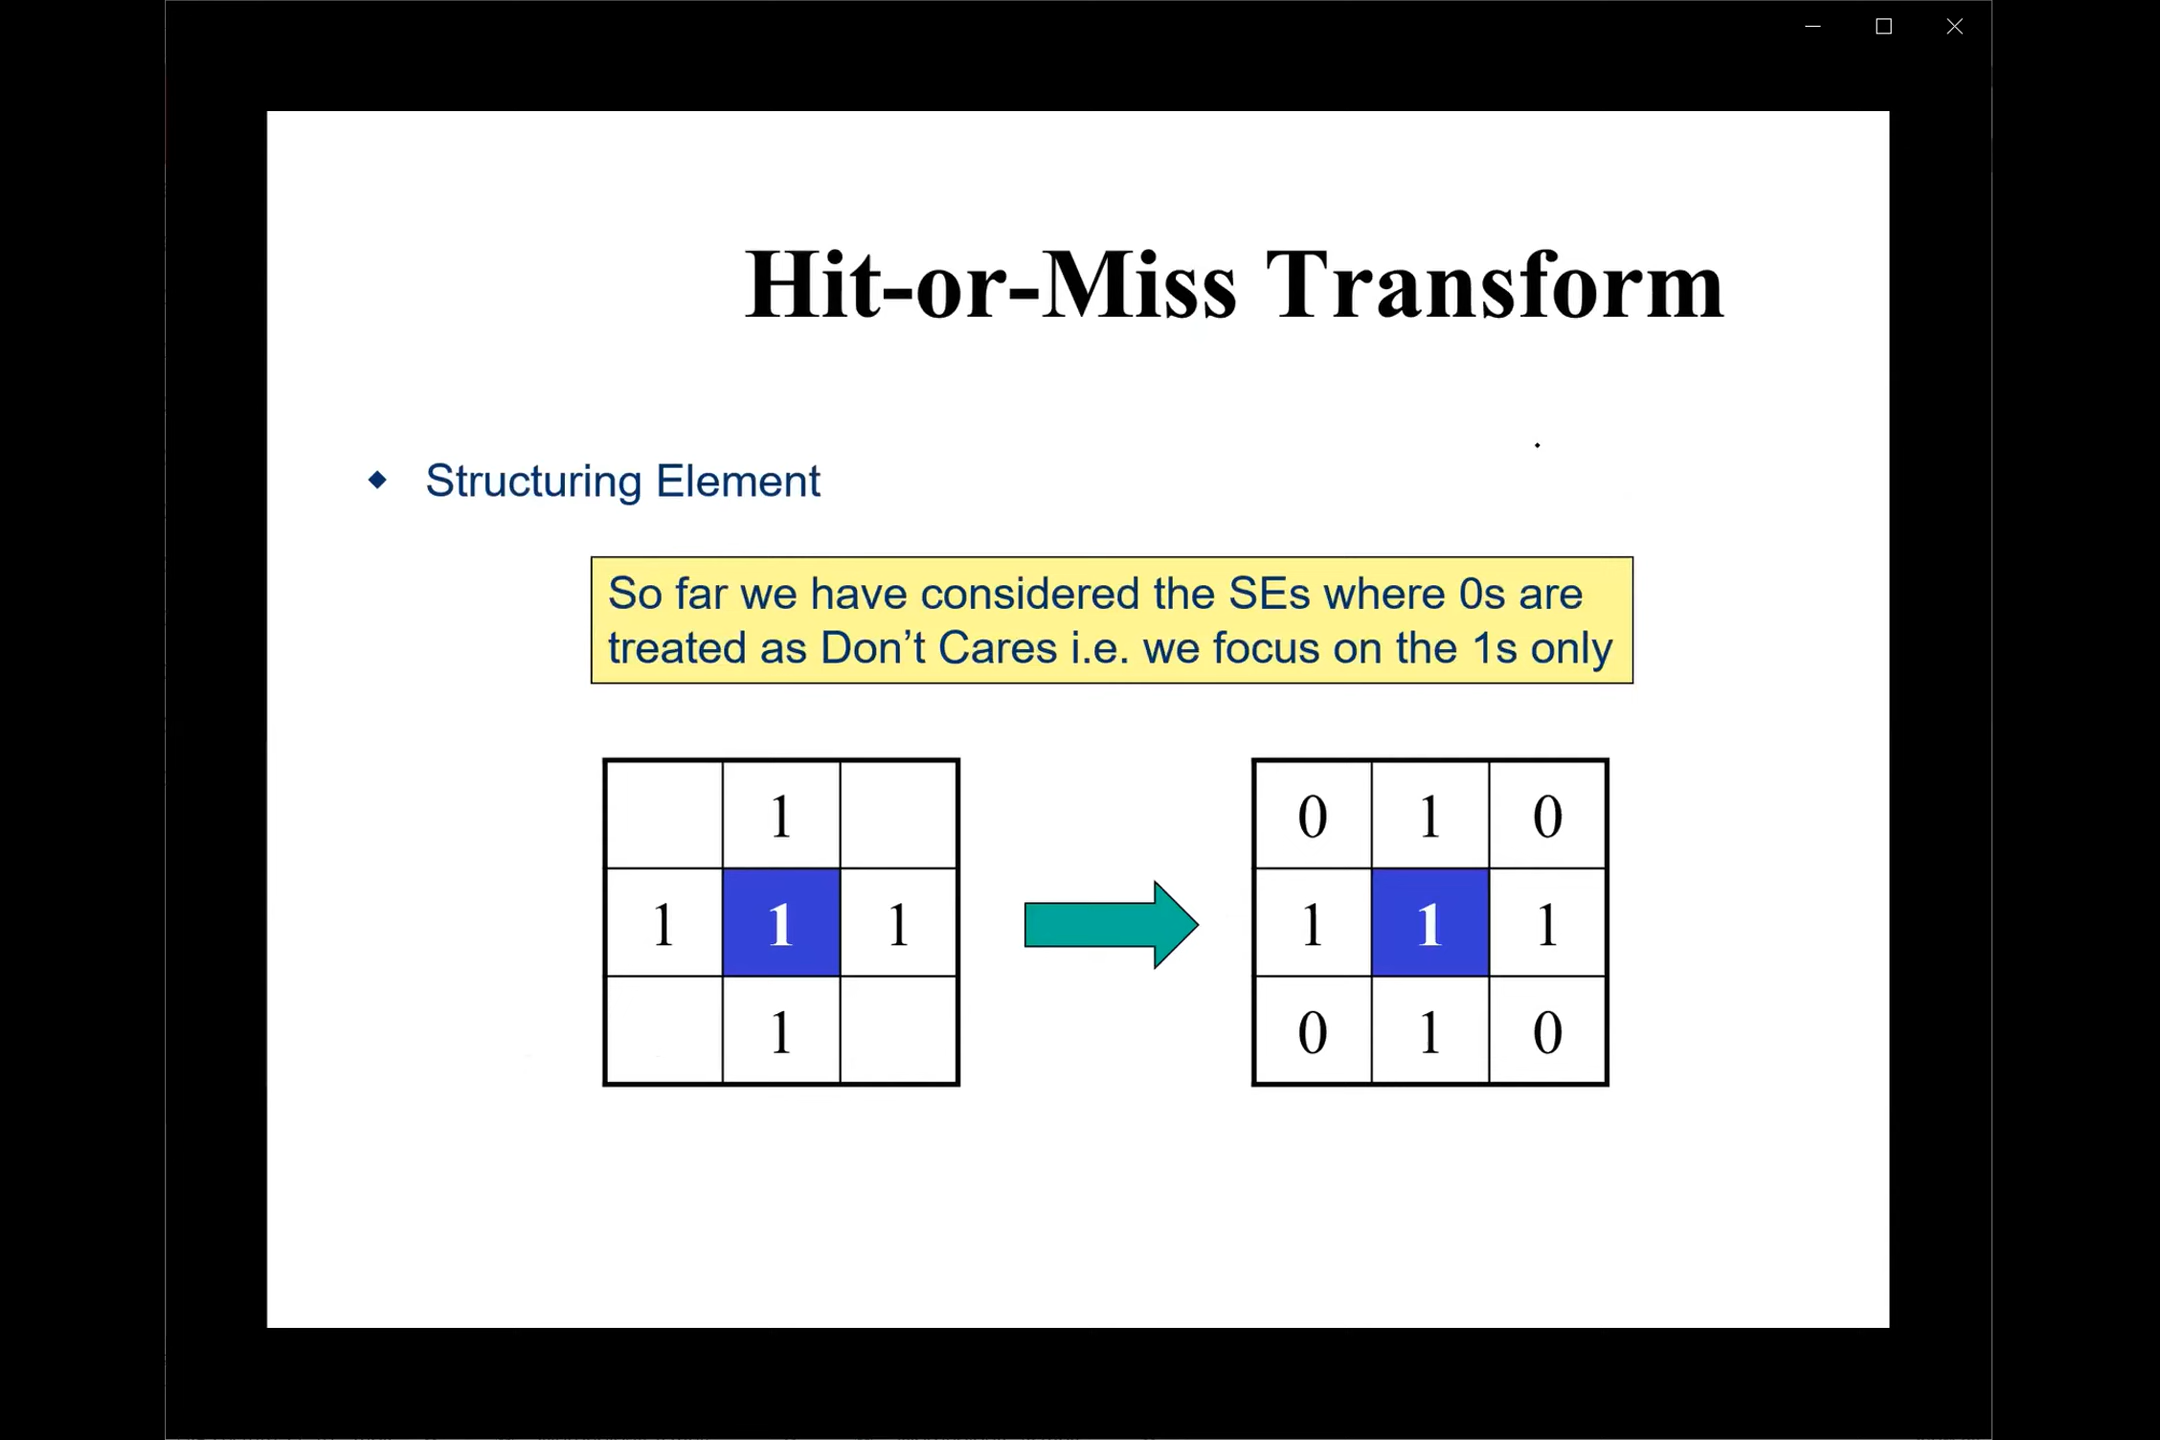 Hit-or-Miss Transform
Structuring Element
So far we have considered the SEs where 0s are
treated as Don't Cares i.e. we focus on the 1s only
1
1 1 1
1
0 1 0
1 1 1
0 1 0